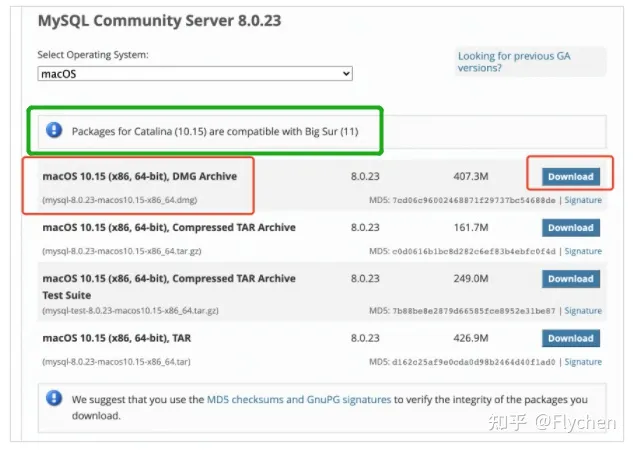 MySQL Community Server 8.0.23
Select Operating System:
macOS
Looking for previous GA
versions?
Packages for Catalina (10.15) are compatible with Big Sur (11)
macOS 10.15 (x86, 64-bit), DMG Archive 8.0.23 407.3M Download
(mysql-8.0.23-macos10.15-x86_64.dmg) MD5: 7cd06c96002468871f29737bc54688de | Signature
macOS 10.15 (x86, 64-bit), Compressed TAR Archive 8.0.23 161.7M Download
(mysql-8.0.23-macos10.15-x86_64.tar.gz) MD5: | Signature
macOS 10.15 (x86, 64-bit), Compressed TAR Archive 8.0.23 249.0M Download
Test Suite
(mysql-test-8.0.23-macos10.15-x86_64.tar.gz) MD5: | Signature
macOS 10.15 (x86, 64-bit), TAR 8.0.23 426.9M Download
(mysql-8.0.23-macos10.15-x86_64.tar) MD5: | Signature
We suggest that you use the MD5 checksums and GnuPG signatures to verify the integrity of the packages you
download.
知乎 @Flychen